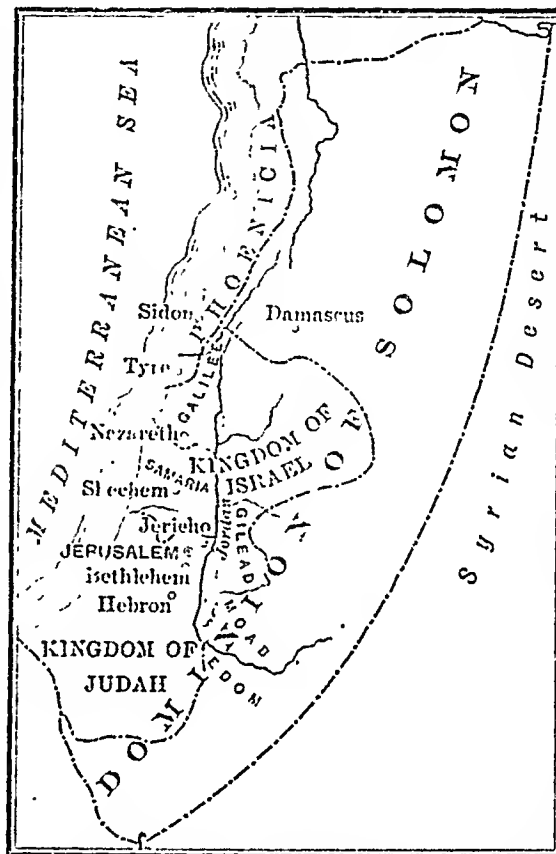 MEDITERRANEAN SEA
PHOENICIA
DOMINION OF SOLOMON
Syrian Desert
Sidon
Damascus
Tyre
GALILEE
Nazareth
KINGDOM OF
ISRAEL
SAMARIA
Shechem
Jericho
Jordan
GILEAD
JERUSALEM
Bethlehem
Hebron
MOAB
EDOM
KINGDOM OF
JUDAH